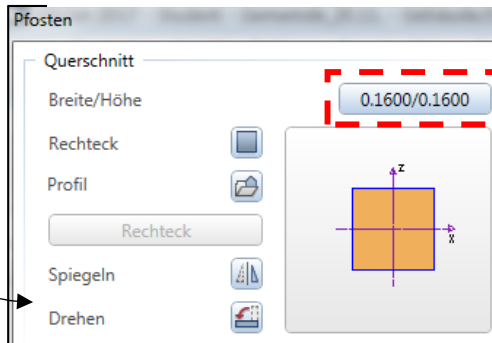 Pfosten
Querschnitt
Breite/Höhe 0.1600/0.1600
Rechteck
Profil
Rechteck
Spiegeln
Drehen
z
x